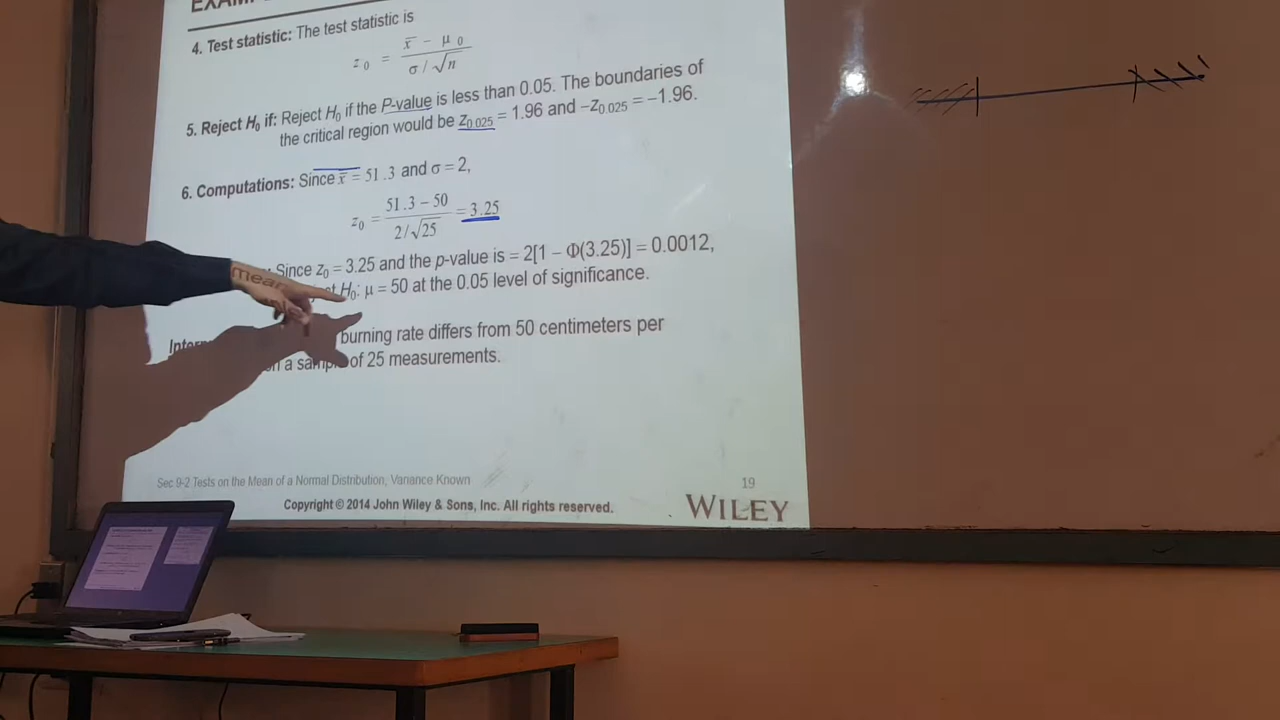 EXAM
4. Test statistic: The test statistic is
z0 = x̄ − μ0 / σ/√n
5. Reject H0 if: Reject H0 if the P-value is less than 0.05. The boundaries of
the critical region would be z0.025 = 1.96 and −z0.025 = −1.96.
6. Computations: Since x̄ = 51.3 and σ = 2,
z0 = 51.3 − 50 / 2/√25 = 3.25
Since z0 = 3.25 and the p-value is = 2[1 − Φ(3.25)] = 0.0012,
H0: μ = 50 at the 0.05 level of significance.
burning rate differs from 50 centimeters per
a sample of 25 measurements.
Sec 9-2 Tests on the Mean of a Normal Distribution, Variance Known
19
Copyright © 2014 John Wiley & Sons, Inc. All rights reserved.
WILEY